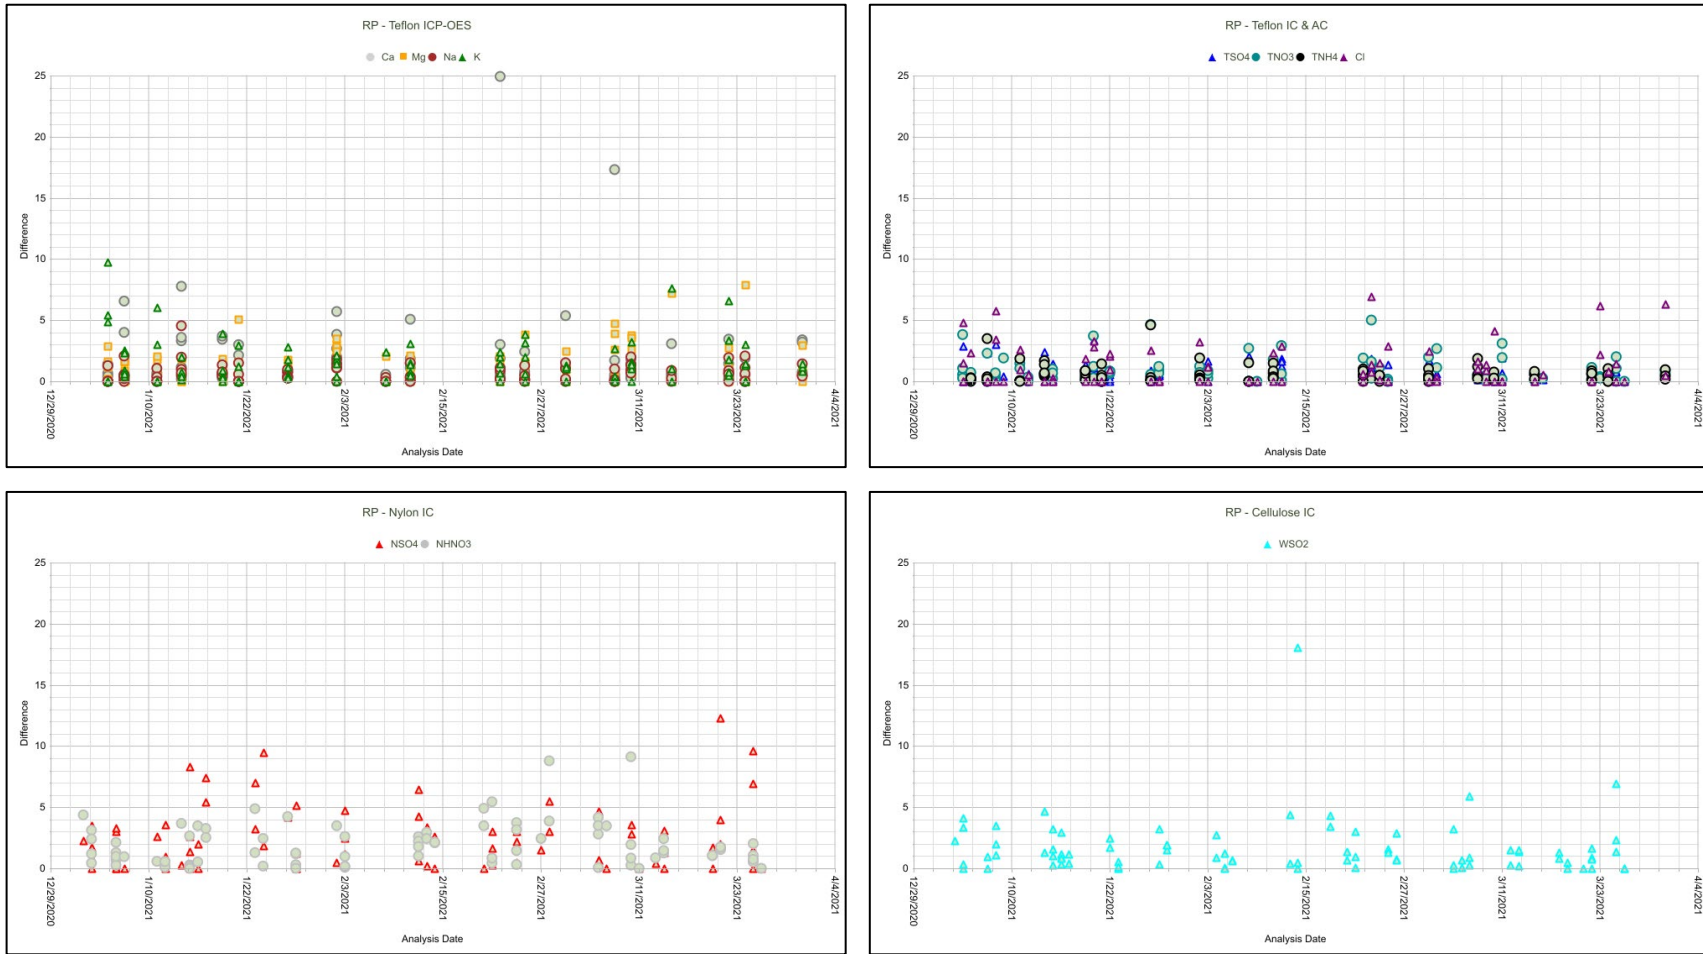 RP - Teflon ICP-OES
Ca Mg Na K
25
20
15
10
5
0
Difference
12/29/2020 1/10/2021 1/22/2021 2/3/2021 2/15/2021 2/27/2021 3/11/2021 3/23/2021 4/4/2021
Analysis Date
RP - Teflon IC & AC
TSO4 TNO3 TNH4 Cl
25
20
15
10
5
0
Difference
12/29/2020 1/10/2021 1/22/2021 2/3/2021 2/15/2021 2/27/2021 3/11/2021 3/23/2021 4/4/2021
Analysis Date
RP - Nylon IC
NSO4 NHNO3
25
20
15
10
5
0
Difference
12/29/2020 1/10/2021 1/22/2021 2/3/2021 2/15/2021 2/27/2021 3/11/2021 3/23/2021 4/4/2021
Analysis Date
RP - Cellulose IC
WSO2
25
20
15
10
5
0
Difference
12/29/2020 1/10/2021 1/22/2021 2/3/2021 2/15/2021 2/27/2021 3/11/2021 3/23/2021 4/4/2021
Analysis Date